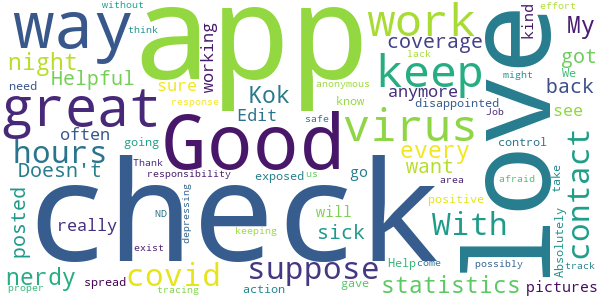 without
effort
way
app
work
love
kind
My
think
night
Helpful
sure
working
coverage
got
lack
We
need
response
anonymous
keep
might
great
Kok
anymore
know
back
see
Edit
disappointed
often
Good
virus
safe
Job
hours
going
every
control
contact
Doesn't
Thank
us
want
area
afraid
take
responsibility
exposed
go
positive
check
posted
ND
depressing
will
With
Absolutely
really
keeping
sick
exist
Help
come
possibly
nerdy
covid
suppose
track
spread
action
gave
statistics
pictures
proper
tracing